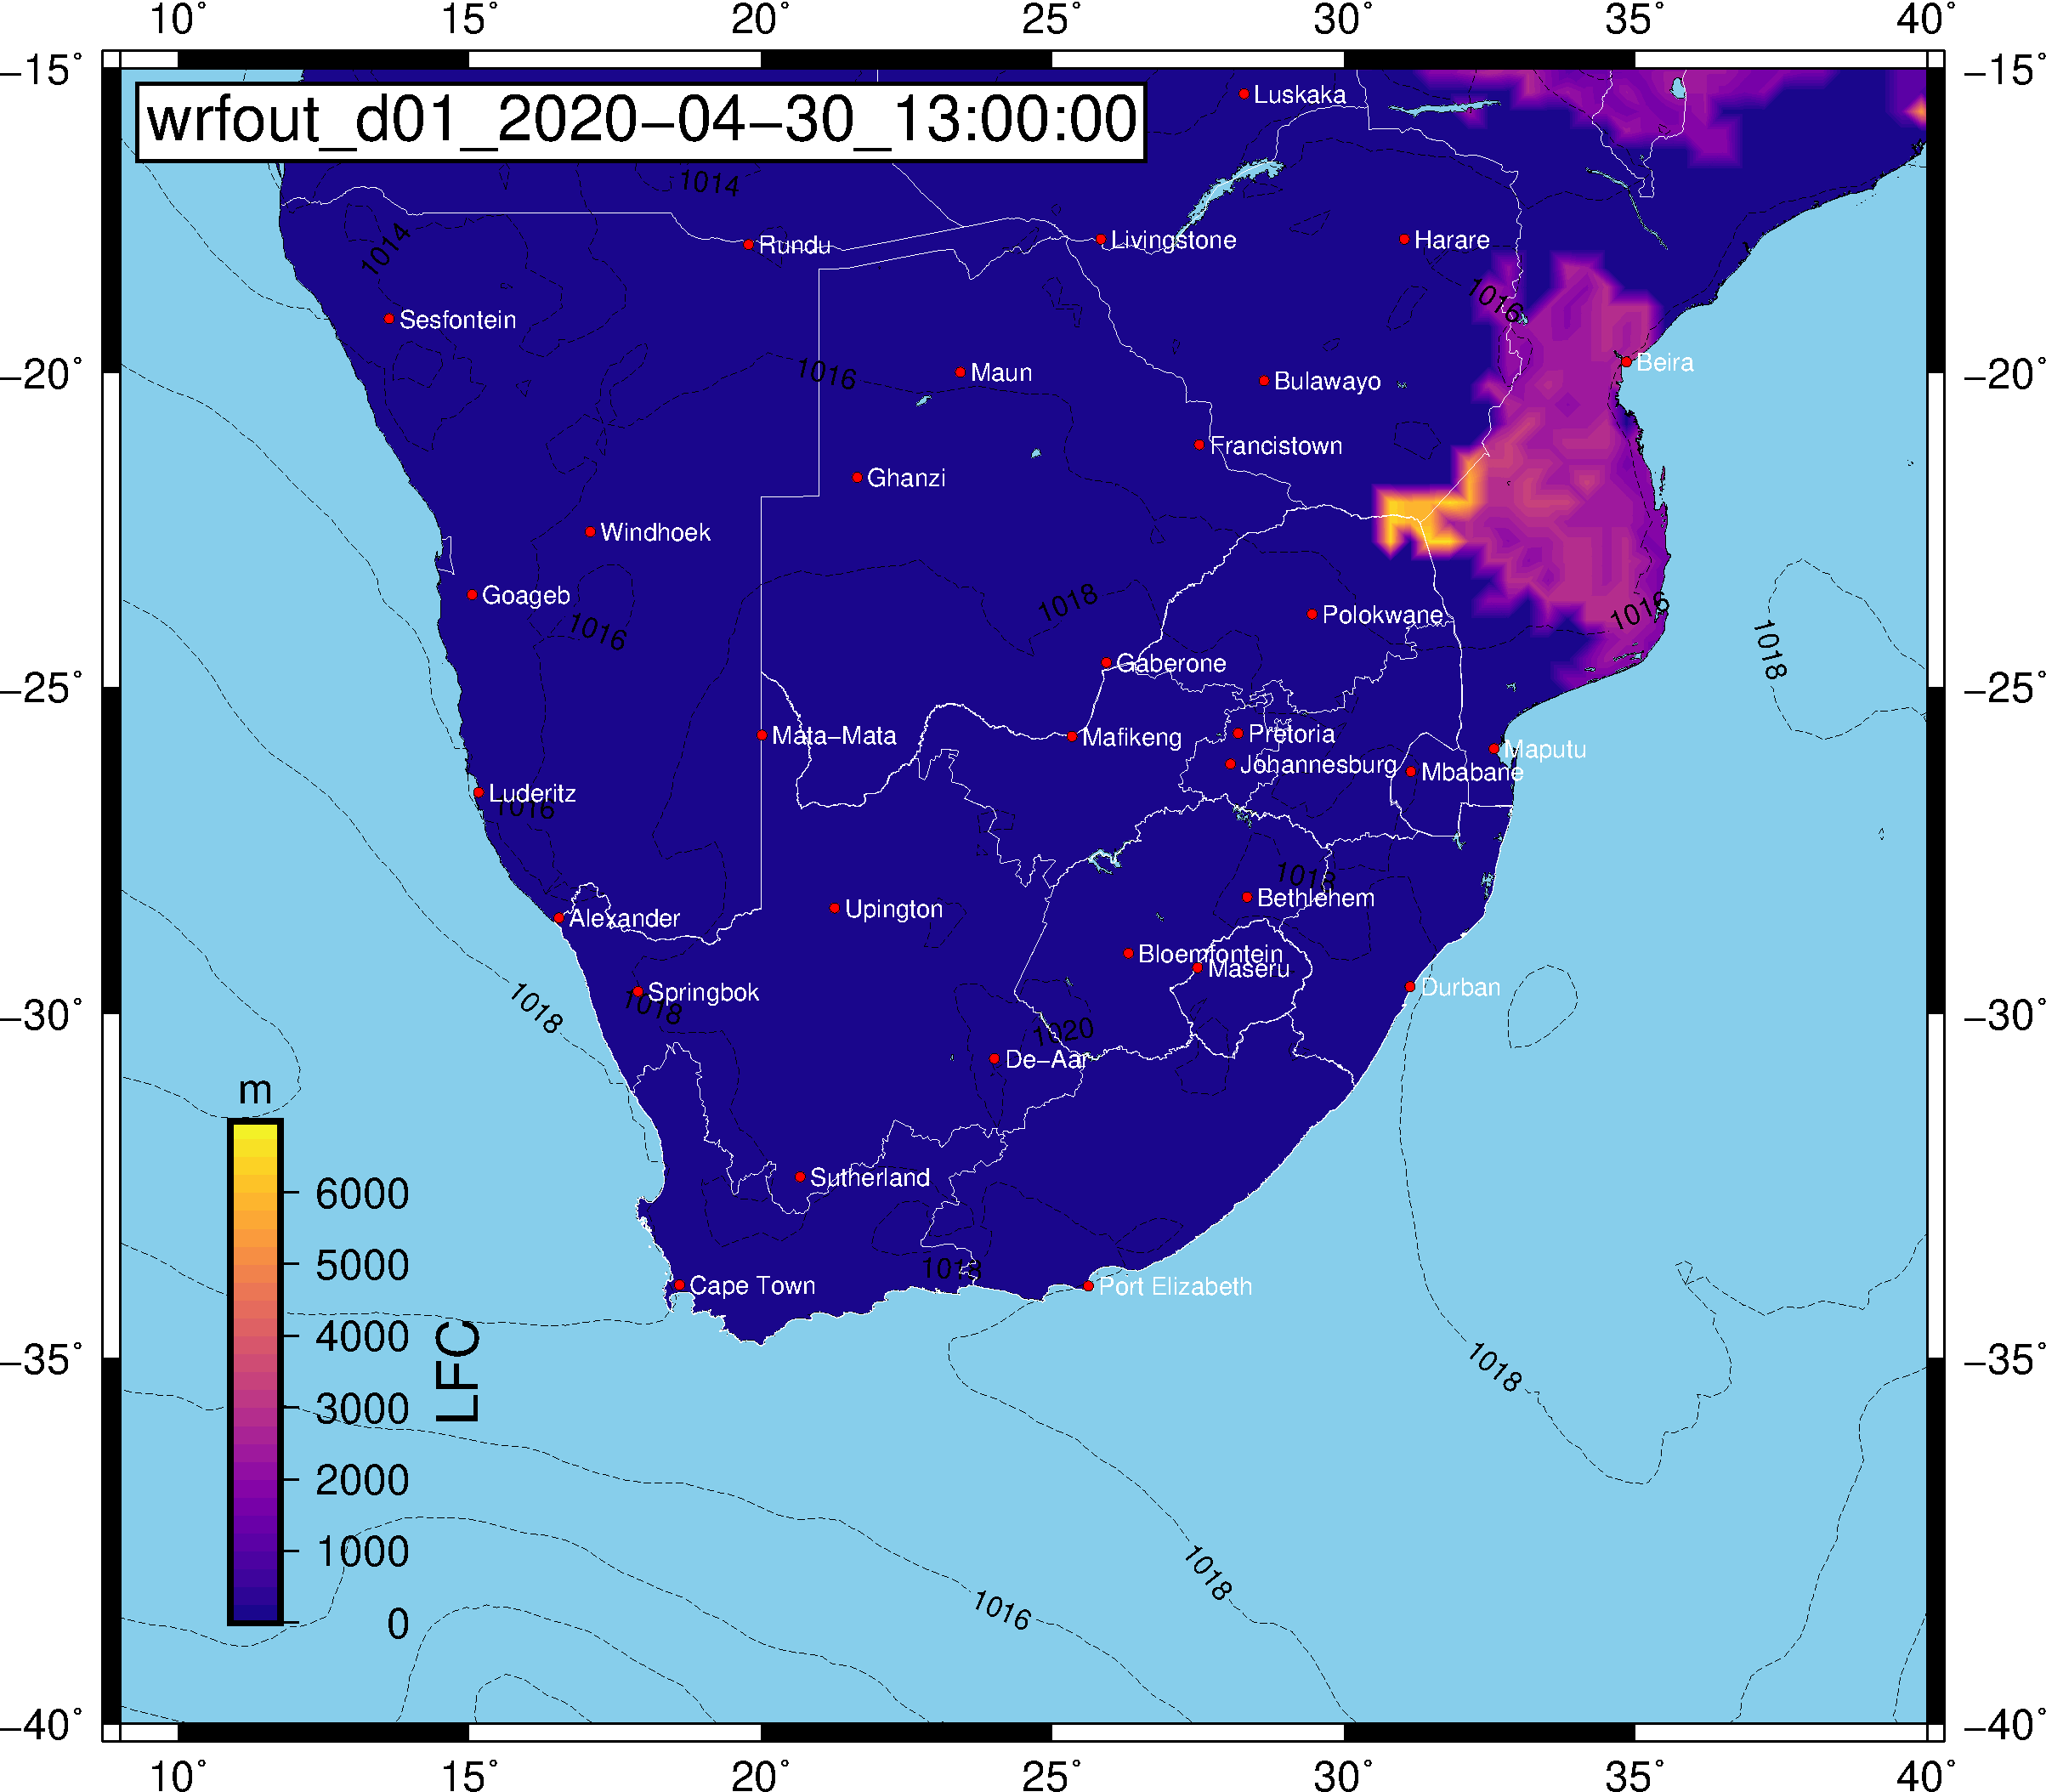 10° 15° 20° 25° 30° 35° 40°
−15° −15°
wrfout_d01_2020−04−30_13:00:00
Luskaka
1014
Rundu
Livingstone
Harare
1014
1016
Sesfontein
−20° −20°
1016
Maun
Bulawayo
Beira
Francistown
Ghanzi
Windhoek
Goageb
1018
1016
1016
Polokwane
1018
Gaberone
−25° −25°
Mata−Mata
Mafikeng
Pretoria
Johannesburg
Mbabane
Maputu
Luderitz
1016
1018
Bethlehem
Alexander
Upington
Bloemfontein
Maseru
Durban
Springbok
1018
1018
−30° −30°
1020
De−Aar
m
Sutherland
6000
5000
4000
3000
2000
1000
0
LFC
Cape Town
1018
Port Elizabeth
−35° −35°
1018
1018
1016
−40° −40°
10° 15° 20° 25° 30° 35° 40°